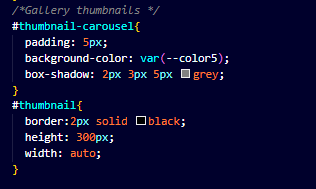 /*Gallery thumbnails */
#thumbnail-carousel{
padding: 5px;
background-color: var(--color5);
box-shadow: 2px 3px 5px grey;
}
#thumbnail{
border:2px solid black;
height: 300px;
width: auto;
}